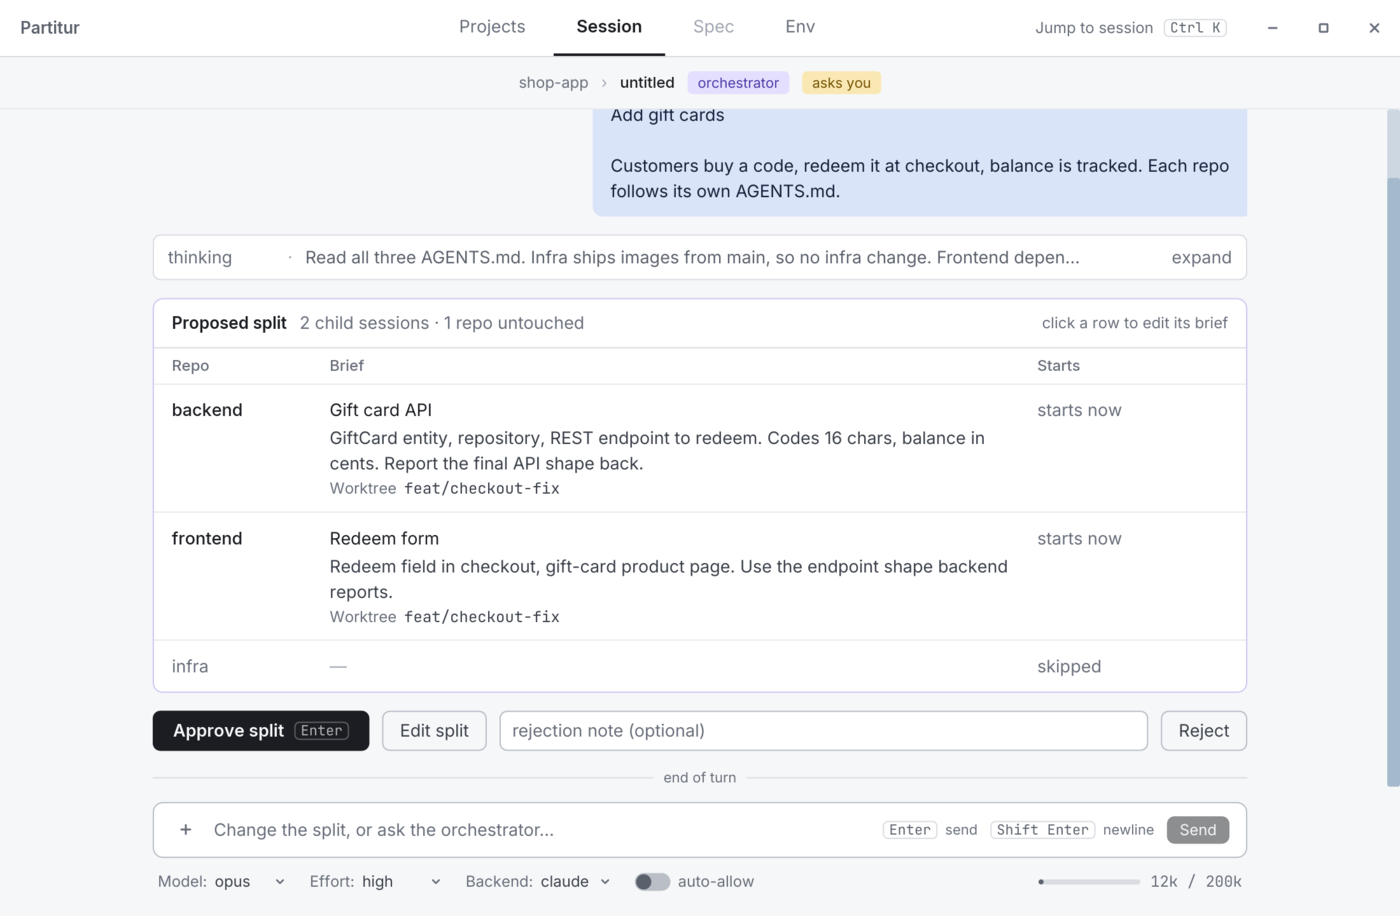 Partitur
Projects
Session
Spec
Env
Jump to session Ctrl K
shop-app › untitled orchestrator asks you
Add gift cards
Customers buy a code, redeem it at checkout, balance is tracked. Each repo
follows its own AGENTS.md.
thinking · Read all three AGENTS.md. Infra ships images from main, so no infra change. Frontend depen... expand
Proposed split 2 child sessions · 1 repo untouched click a row to edit its brief
Repo Brief Starts
backend Gift card API starts now
GiftCard entity, repository, REST endpoint to redeem. Codes 16 chars, balance in
cents. Report the final API shape back.
Worktree feat/checkout-fix
frontend Redeem form starts now
Redeem field in checkout, gift-card product page. Use the endpoint shape backend
reports.
Worktree feat/checkout-fix
infra — skipped
Approve split Enter Edit split rejection note (optional) Reject
end of turn
+ Change the split, or ask the orchestrator... Enter send Shift Enter newline Send
Model: opus Effort: high Backend: claude auto-allow 12k / 200k